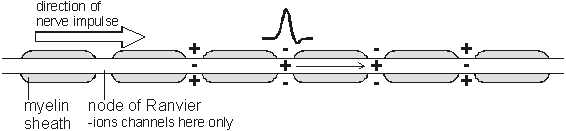 direction of
nerve impulse
+ - - +
- + + -
+ - - +
myelin
sheath
node of Ranvier
-ions channels here only